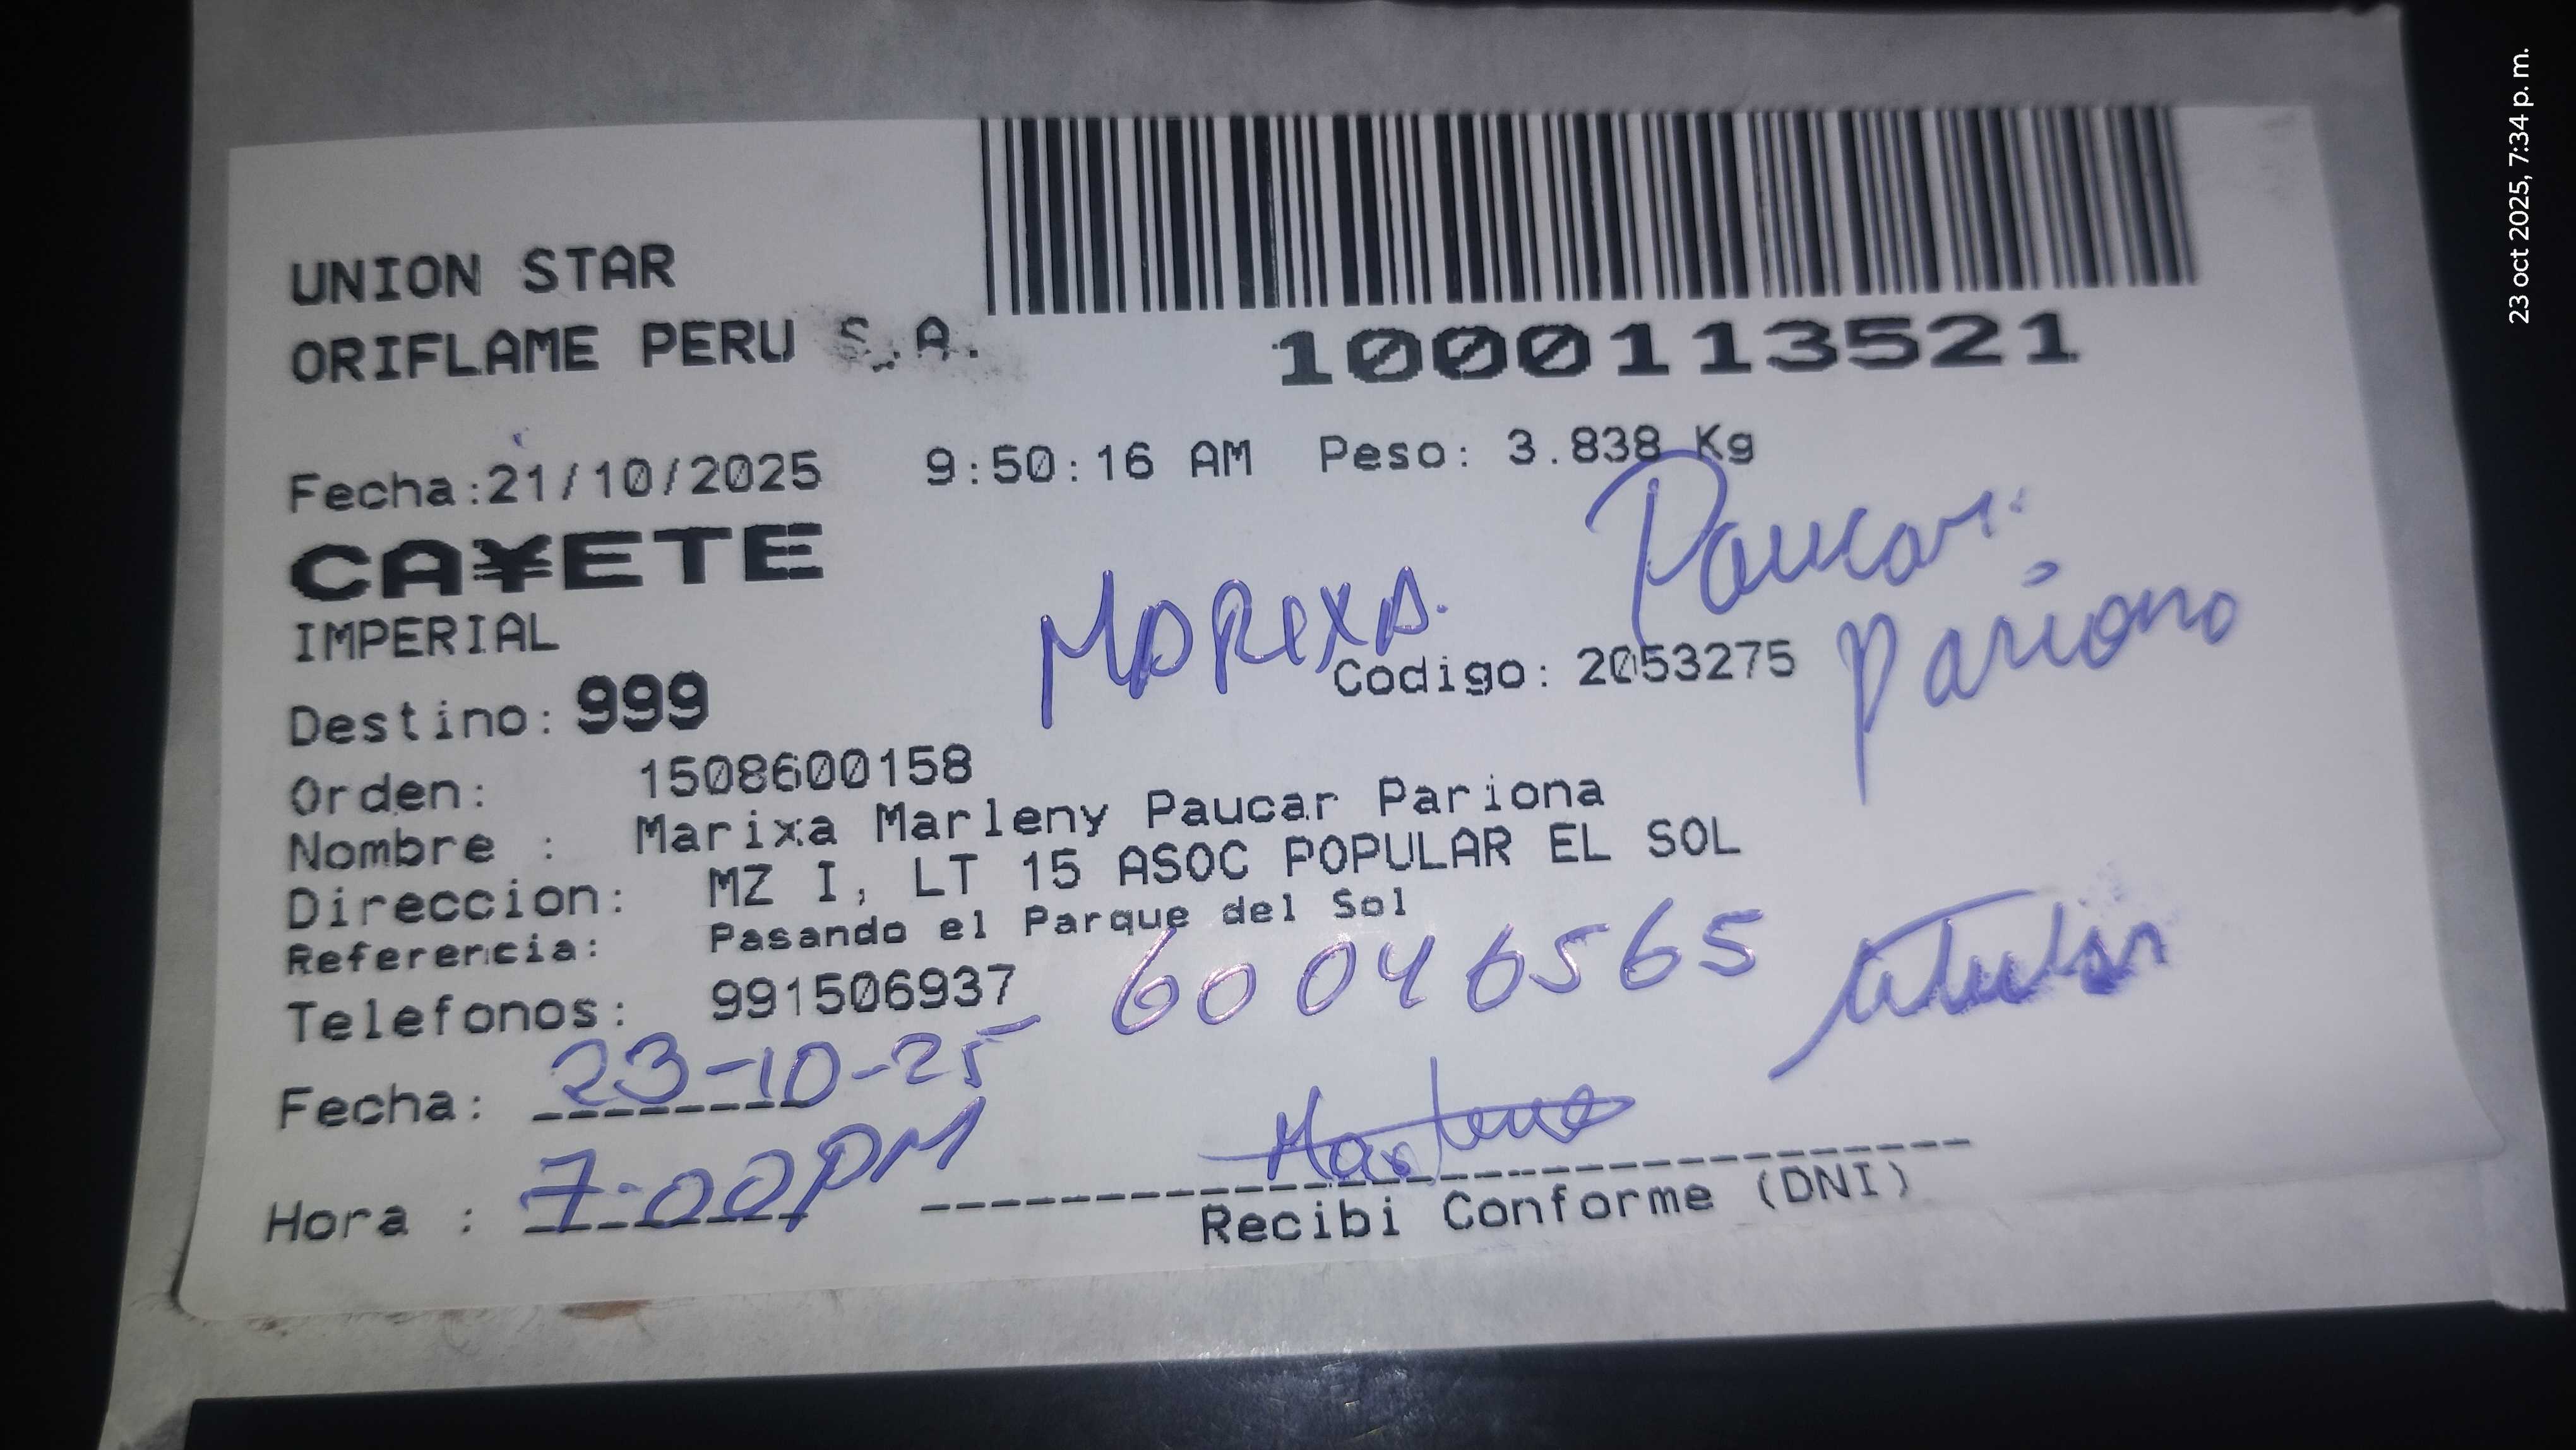 UNION STAR
ORIFLAME PERU S.A.
1000113521
Fecha:21/10/2025 9:50:16 AM Peso: 3.838 Kg
CA¥ETE
IMPERIAL
MARIXA. Paucar
Pariona
Codigo: 2053275
Destino: 999
Orden: 1508600158
Nombre : Marixa Marleny Paucar Pariona
Direccion: MZ I, LT 15 ASOC POPULAR EL SOL
Referencia: Pasando el Parque del Sol
Telefonos: 991506937
60046565
Fecha: 23-10-25
Hora : 7:00PM
Recibi Conforme (DNI)
23 oct 2025, 7:34 p. m.